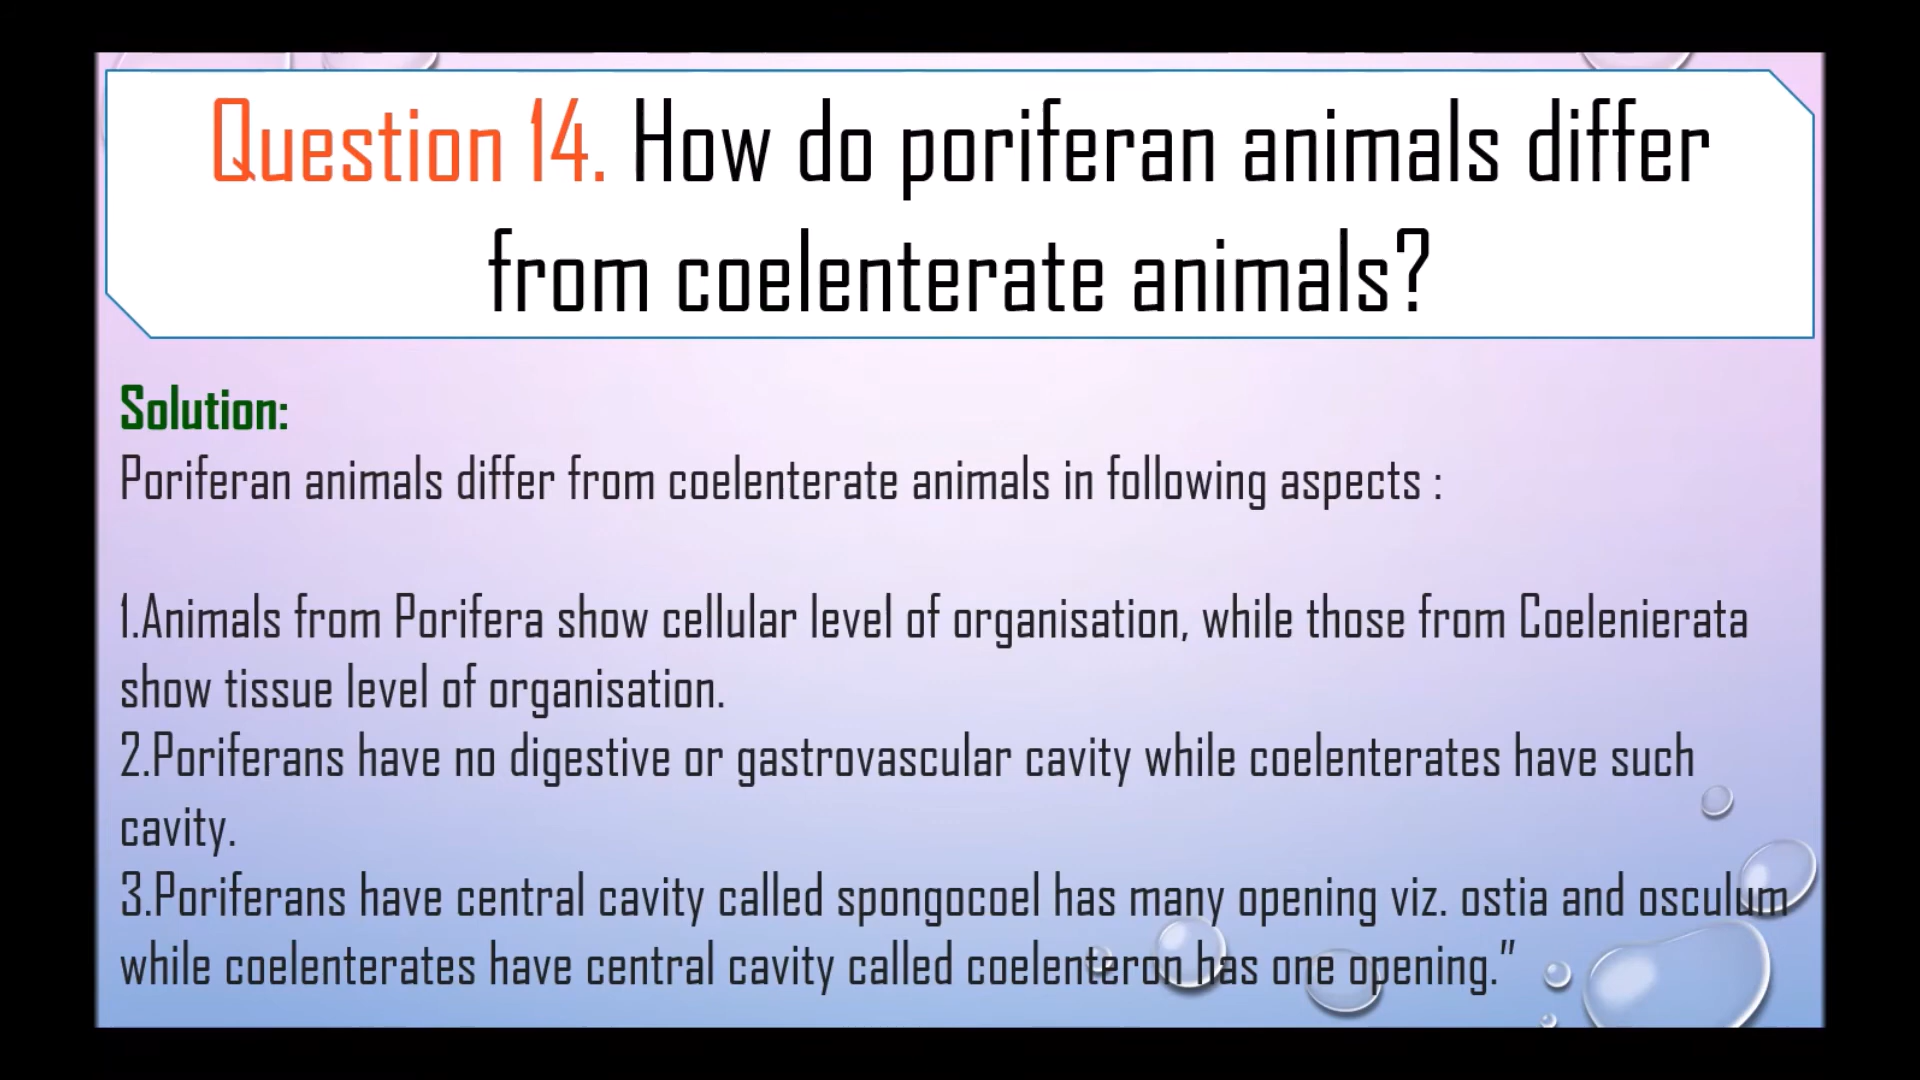 Question 14. How do poriferan animals differ
from coelenterate animals?
Solution:
Poriferan animals differ from coelenterate animals in following aspects :
1.Animals from Porifera show cellular level of organisation, while those from Coelenierata
show tissue level of organisation.
2.Poriferans have no digestive or gastrovascular cavity while coelenterates have such
cavity.
3.Poriferans have central cavity called spongocoel has many opening viz. ostia and osculum
while coelenterates have central cavity called coelenteron has one opening.”